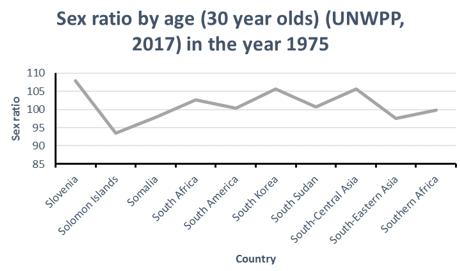 Sex ratio by age (30 year olds) (UNWPP,
2017) in the year 1975
110
105
100
95
90
85
Sex ratio
Slovenia
Solomon Islands
Somalia
South Africa
South America
South Korea
South Sudan
South-Central Asia
South-Eastern Asia
Southern Africa
Country